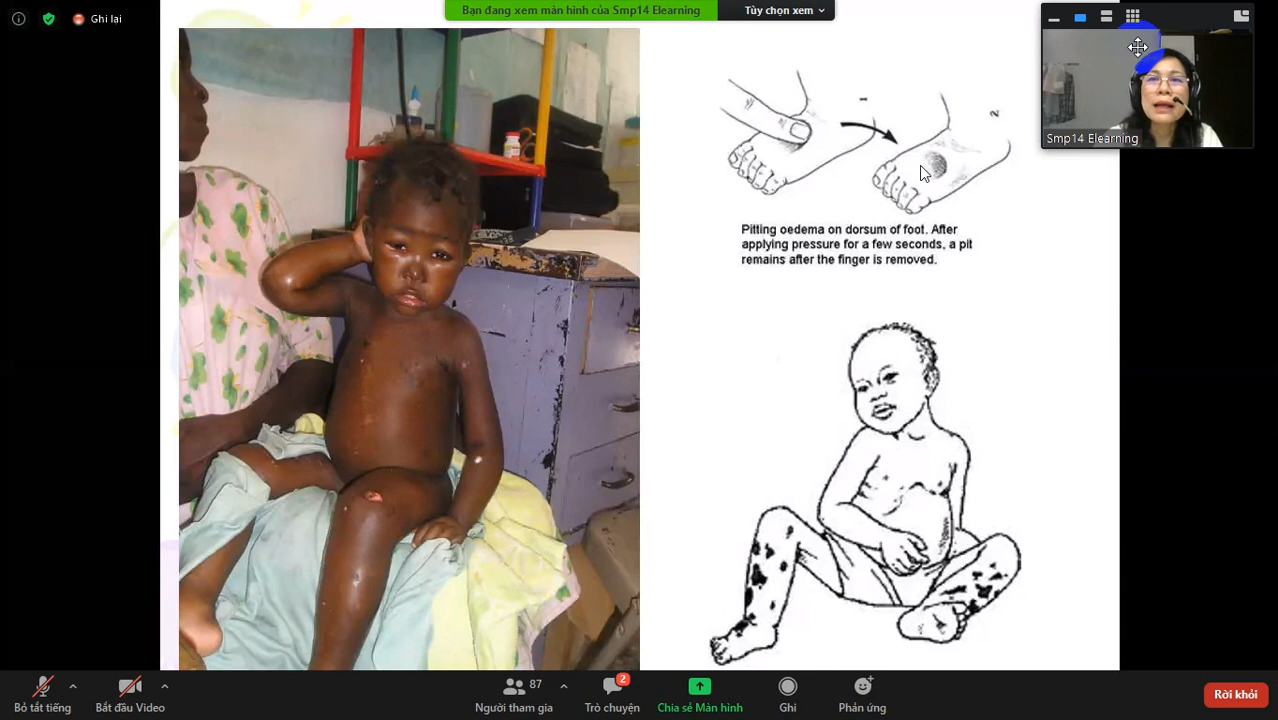 Bạn đang xem màn hình của Smp14 Elearning
Tùy chọn xem
Ghi lại
Smp14 Elearning
1
2
Pitting oedema on dorsum of foot. After
applying pressure for a few seconds, a pit
remains after the finger is removed.
Bỏ tắt tiếng
Bắt đầu Video
87
Người tham gia
2
Trò chuyện
Chia sẻ Màn hình
Ghi
Phản ứng
Rời khỏi